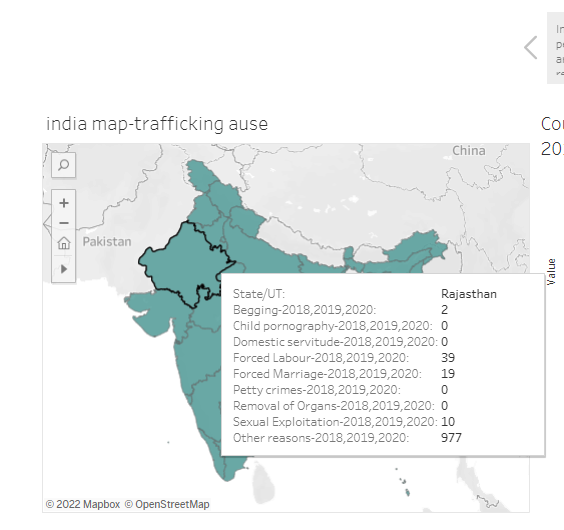 india map-trafficking ause
Cou
20
China
Pakistan
State/UT: Rajasthan
Begging-2018,2019,2020: 2
Child pornography-2018,2019,2020: 0
Domestic servitude-2018,2019,2020: 0
Forced Labour-2018,2019,2020: 39
Forced Marriage-2018,2019,2020: 19
Petty crimes-2018,2019,2020: 0
Removal of Organs-2018,2019,2020: 0
Sexual Exploitation-2018,2019,2020: 10
Other reasons-2018,2019,2020: 977
Value
© 2022 Mapbox © OpenStreetMap